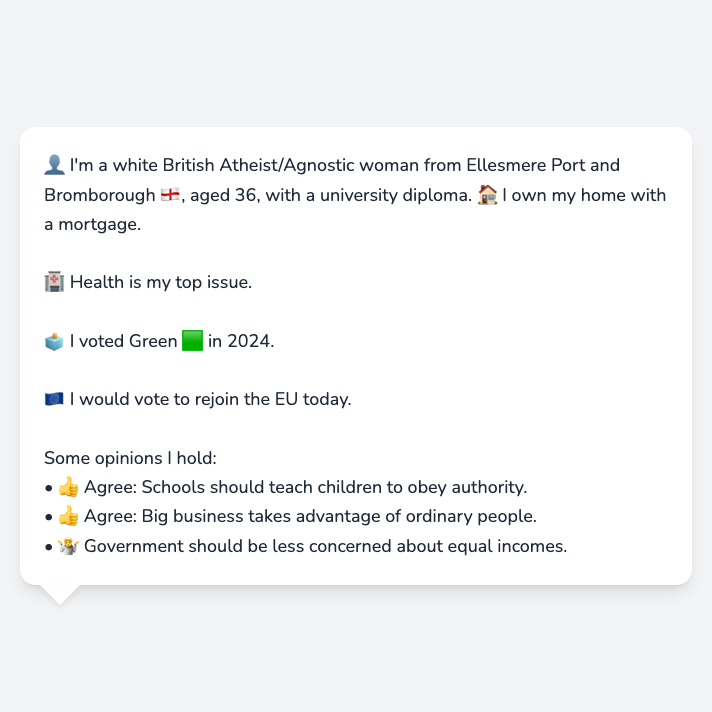 👤 I'm a white British Atheist/Agnostic woman from Ellesmere Port and
Bromborough 🏴󠁧󠁢󠁥󠁮󠁧󠁿, aged 36, with a university diploma. 🏠 I own my home with
a mortgage.
🏥 Health is my top issue.
🗳️ I voted Green 🟩 in 2024.
🇪🇺 I would vote to rejoin the EU today.
Some opinions I hold:
• 👍 Agree: Schools should teach children to obey authority.
• 👍 Agree: Big business takes advantage of ordinary people.
• 🤷‍♀️ Government should be less concerned about equal incomes.